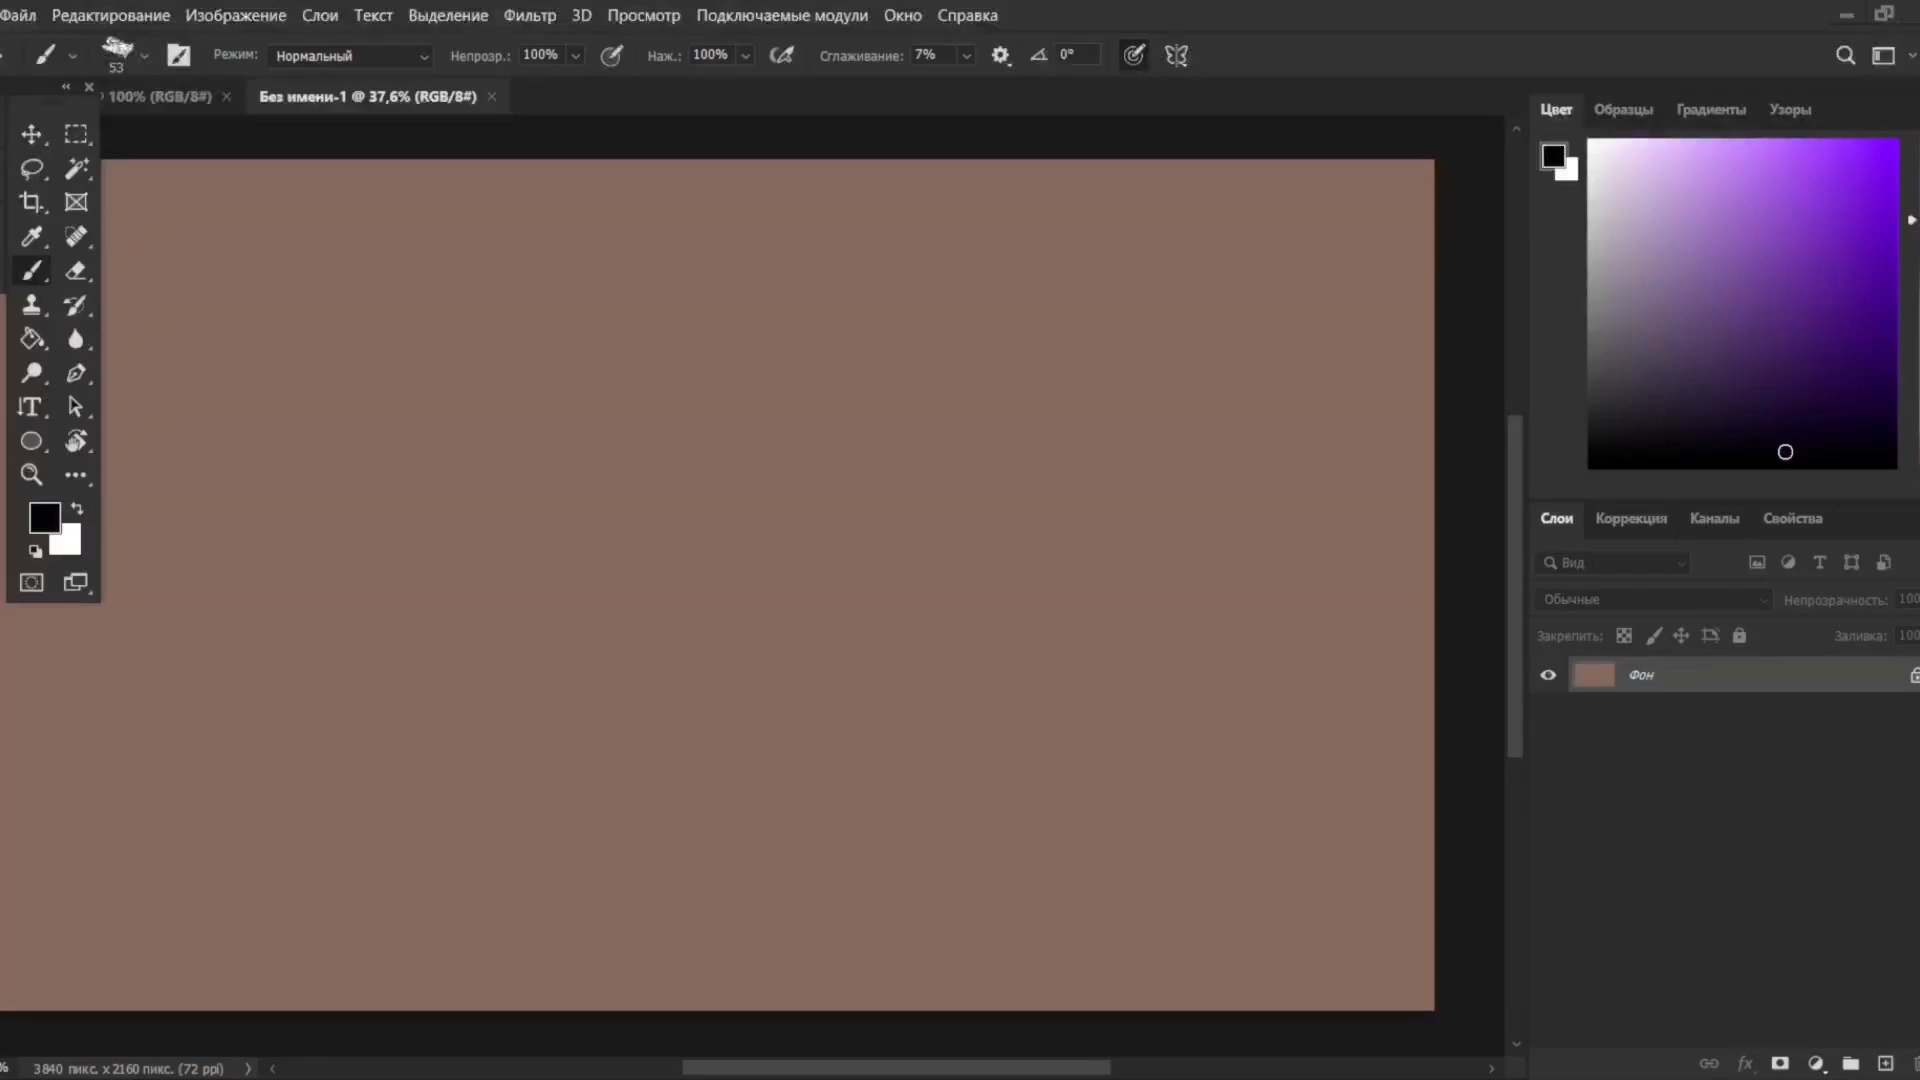 Файл Редактирование Изображение Слои Текст Выделение Фильтр 3D Просмотр Подключаемые модули Окно Справка
53 Режим: Нормальный Непрозр.: 100% Наж.: 100% Сглаживание: 7% 0°
100% (RGB/8#) × Без имени-1 @ 37,6% (RGB/8#) ×
Цвет Образцы Градиенты Узоры
Слои Коррекция Каналы Свойства
Вид
Обычные Непрозрачность: 100
Закрепить: Заливка: 100
Фон
% 3840 пикс. x 2160 пикс. (72 ppi)